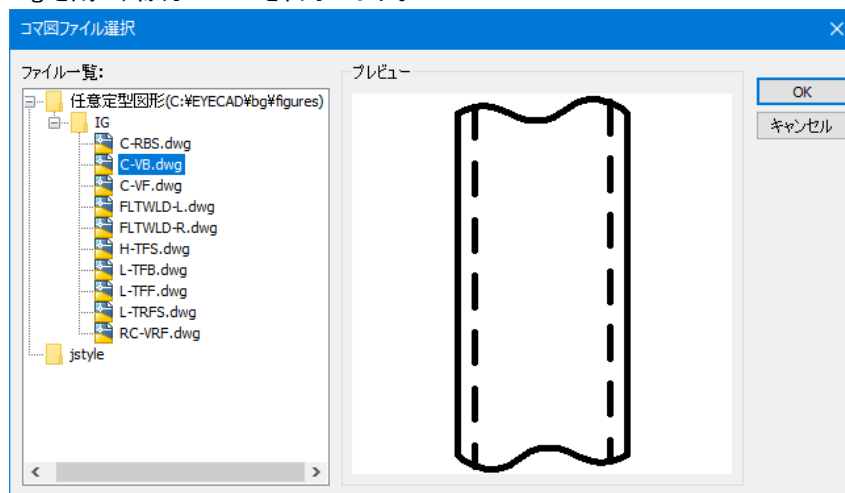 コマ図ファイル選択
ファイル一覧:
プレビュー
任意定型図形(C:¥EYECAD¥bg¥figures)
IG
C-RBS.dwg
C-VB.dwg
C-VF.dwg
FLTWLD-L.dwg
FLTWLD-R.dwg
H-TFS.dwg
L-TFB.dwg
L-TFF.dwg
L-TRFS.dwg
RC-VRF.dwg
jstyle
OK
キャンセル